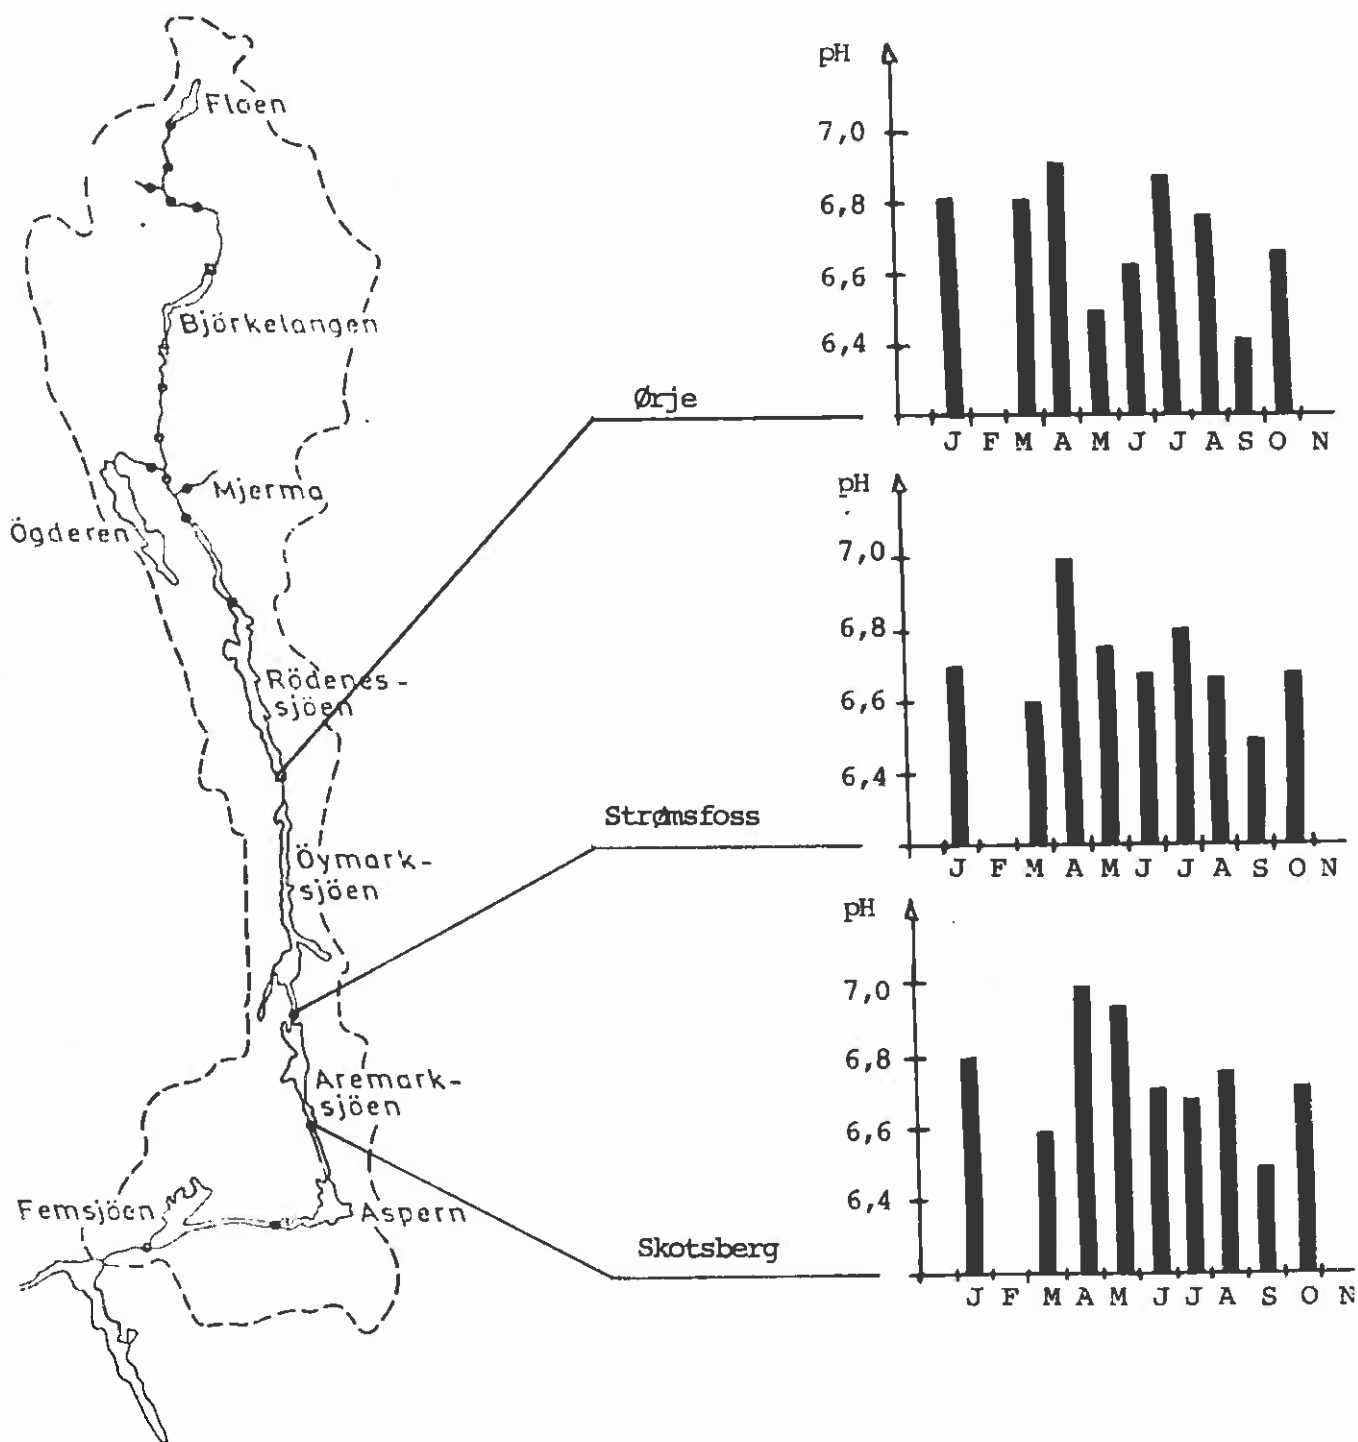 Floen
Björkelangen
Mjerma
Ögderen
Rödenes-
sjöen
Öymark-
sjöen
Aremark-
sjöen
Femsjöen
Aspern
Ørje
Strømsfoss
Skotsberg
pH
7,0
6,8
6,6
6,4
J F M A M J J A S O N
pH
7,0
6,8
6,6
6,4
J F M A M J J A S O N
pH
7,0
6,8
6,6
6,4
J F M A M J J A S O N